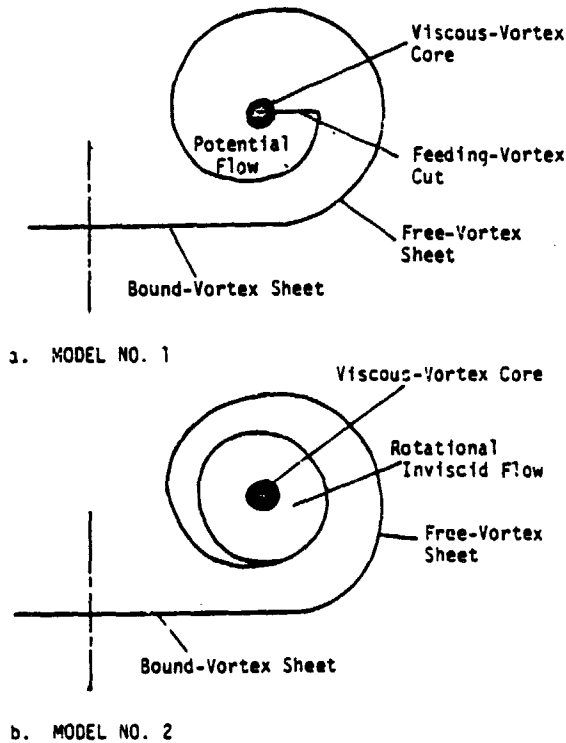 Viscous-Vortex
Core
Potential
Flow
Feeding-Vortex
Cut
Free-Vortex
Sheet
Bound-Vortex Sheet
a. MODEL NO. 1
Viscous-Vortex Core
Rotational
Inviscid Flow
Free-Vortex
Sheet
Bound-Vortex Sheet
b. MODEL NO. 2